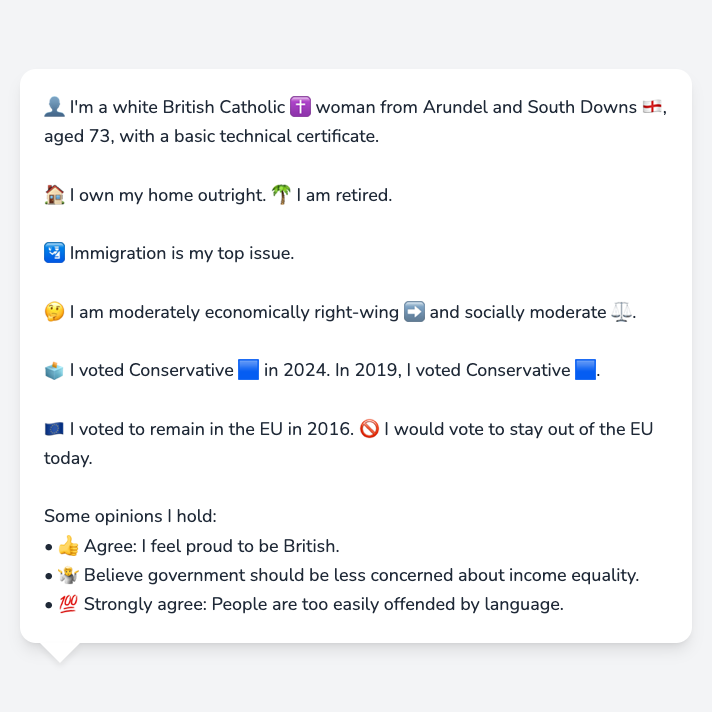 👤 I'm a white British Catholic ✝️ woman from Arundel and South Downs 🏴󠁧󠁢󠁥󠁮󠁧󠁿,
aged 73, with a basic technical certificate.
🏠 I own my home outright. 🌴 I am retired.
🛂 Immigration is my top issue.
🤔 I am moderately economically right-wing ➡️ and socially moderate ⚖️.
🗳️ I voted Conservative 🟦 in 2024. In 2019, I voted Conservative 🟦.
🇪🇺 I voted to remain in the EU in 2016. 🚫 I would vote to stay out of the EU
today.
Some opinions I hold:
• 👍 Agree: I feel proud to be British.
• 🤷 Believe government should be less concerned about income equality.
• 💯 Strongly agree: People are too easily offended by language.